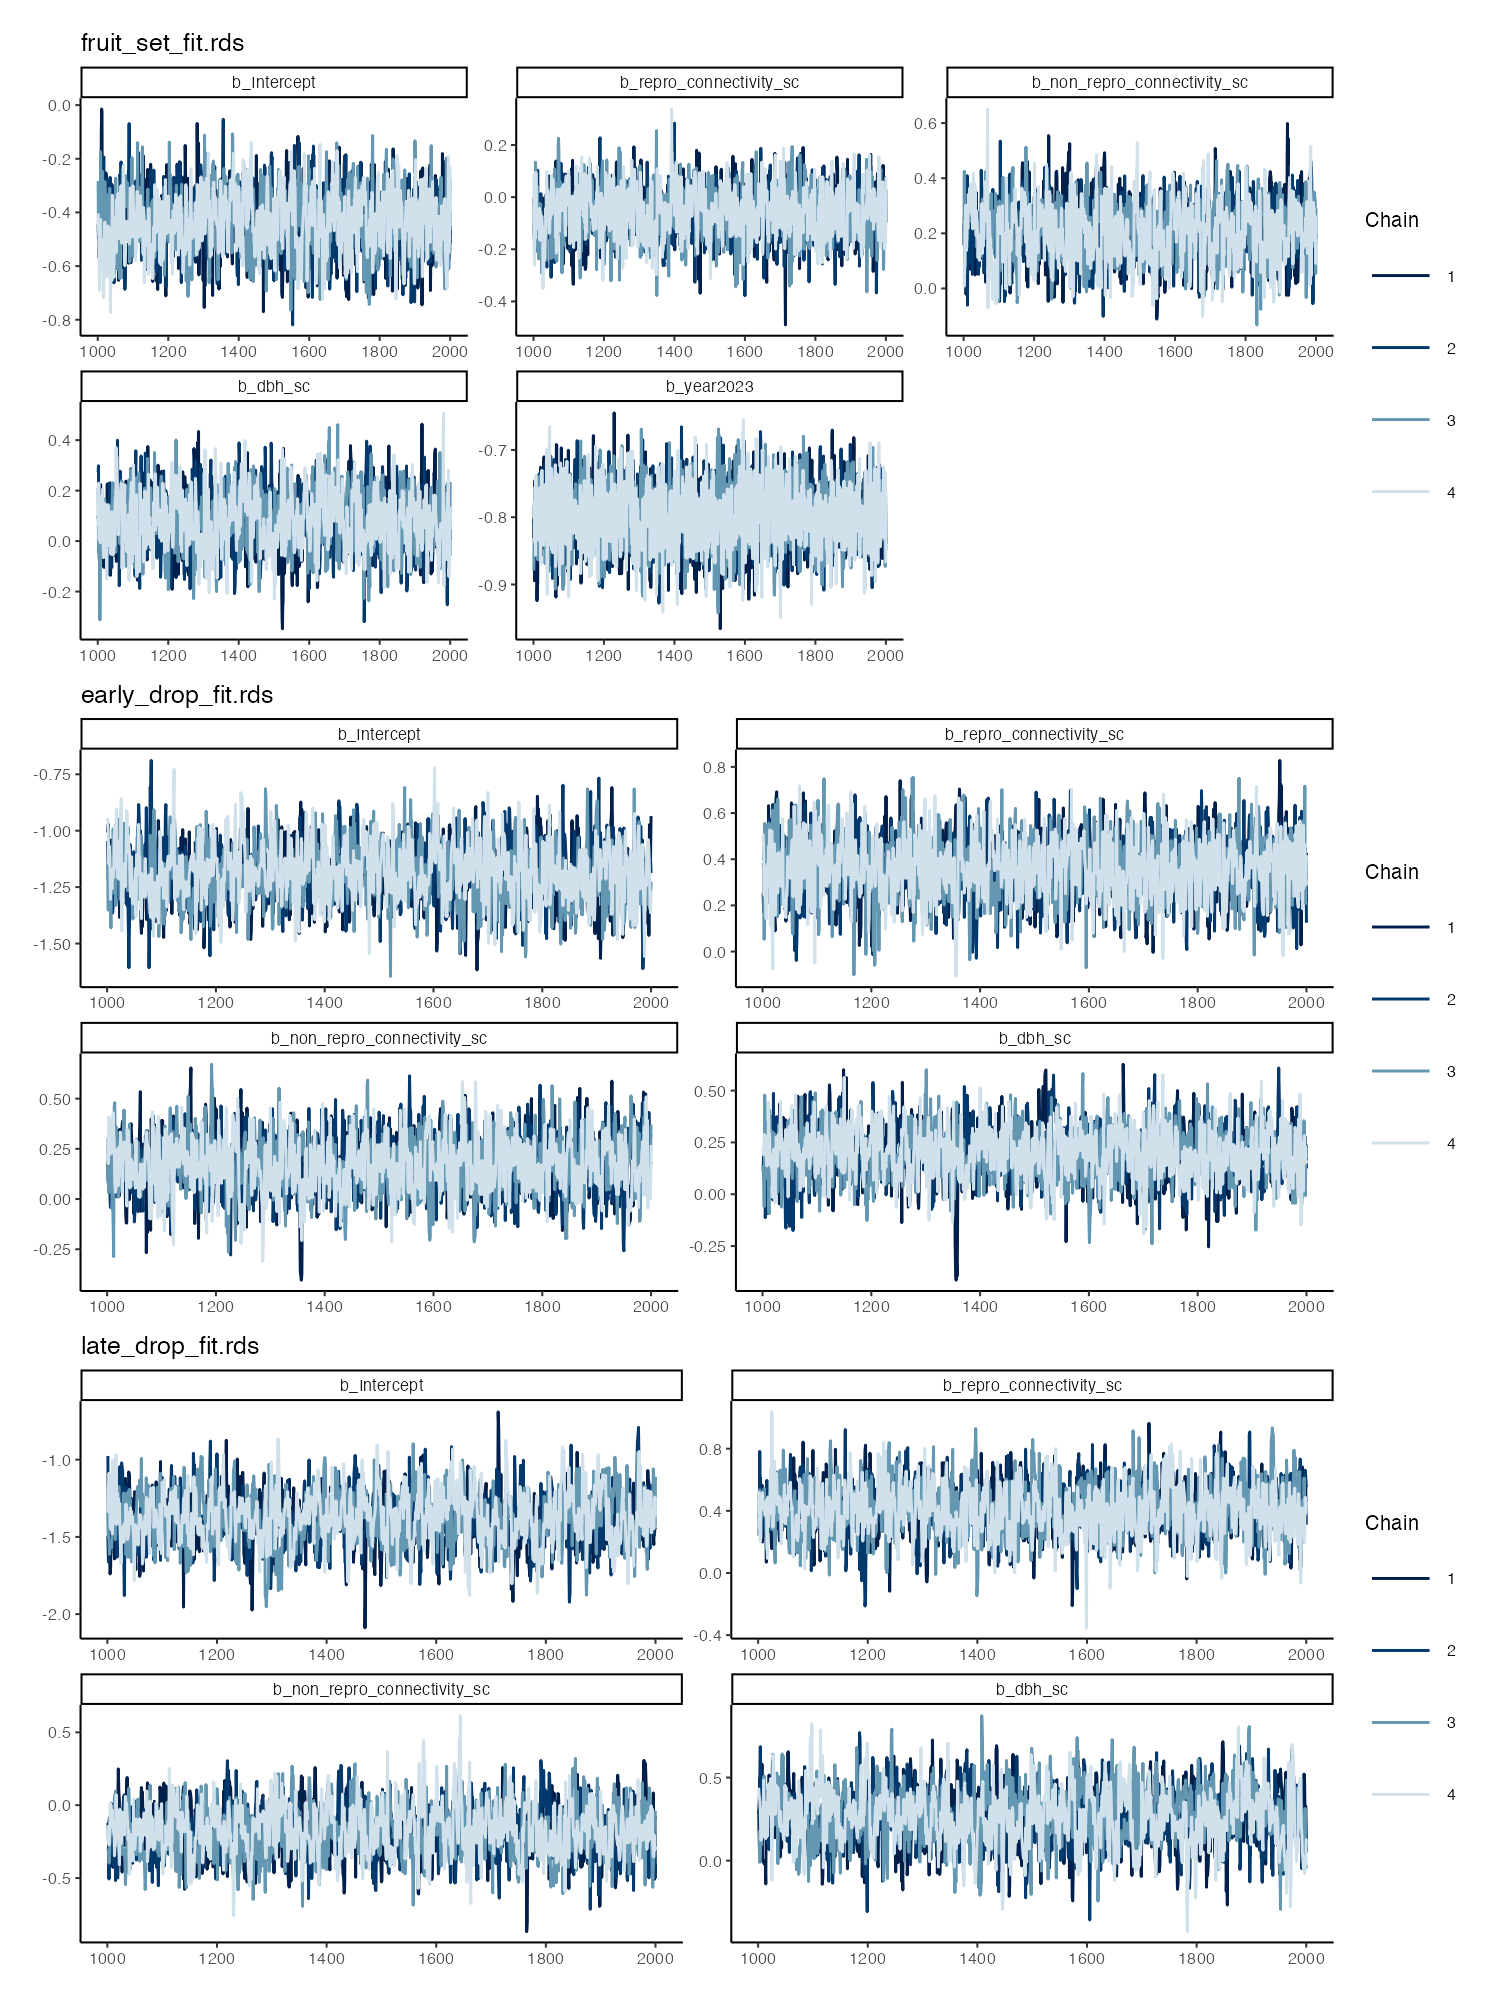 fruit_set_fit.rds
b_Intercept b_repro_connectivity_sc b_non_repro_connectivity_sc
0.0
-0.2
-0.4
-0.6
-0.8
1000 1200 1400 1600 1800 2000
0.2
0.0
-0.2
-0.4
1000 1200 1400 1600 1800 2000
0.6
0.4
0.2
0.0
1000 1200 1400 1600 1800 2000
b_dbh_sc b_year2023
0.4
0.2
0.0
-0.2
1000 1200 1400 1600 1800 2000
-0.7
-0.8
-0.9
1000 1200 1400 1600 1800 2000
Chain
1
2
3
4
early_drop_fit.rds
b_Intercept b_repro_connectivity_sc
-0.75
-1.00
-1.25
-1.50
1000 1200 1400 1600 1800 2000
0.8
0.6
0.4
0.2
0.0
1000 1200 1400 1600 1800 2000
b_non_repro_connectivity_sc b_dbh_sc
0.50
0.25
0.00
-0.25
1000 1200 1400 1600 1800 2000
0.50
0.25
0.00
-0.25
1000 1200 1400 1600 1800 2000
Chain
1
2
3
4
late_drop_fit.rds
b_Intercept b_repro_connectivity_sc
-1.0
-1.5
-2.0
1000 1200 1400 1600 1800 2000
0.8
0.4
0.0
-0.4
1000 1200 1400 1600 1800 2000
b_non_repro_connectivity_sc b_dbh_sc
0.5
0.0
-0.5
1000 1200 1400 1600 1800 2000
0.5
0.0
1000 1200 1400 1600 1800 2000
Chain
1
2
3
4